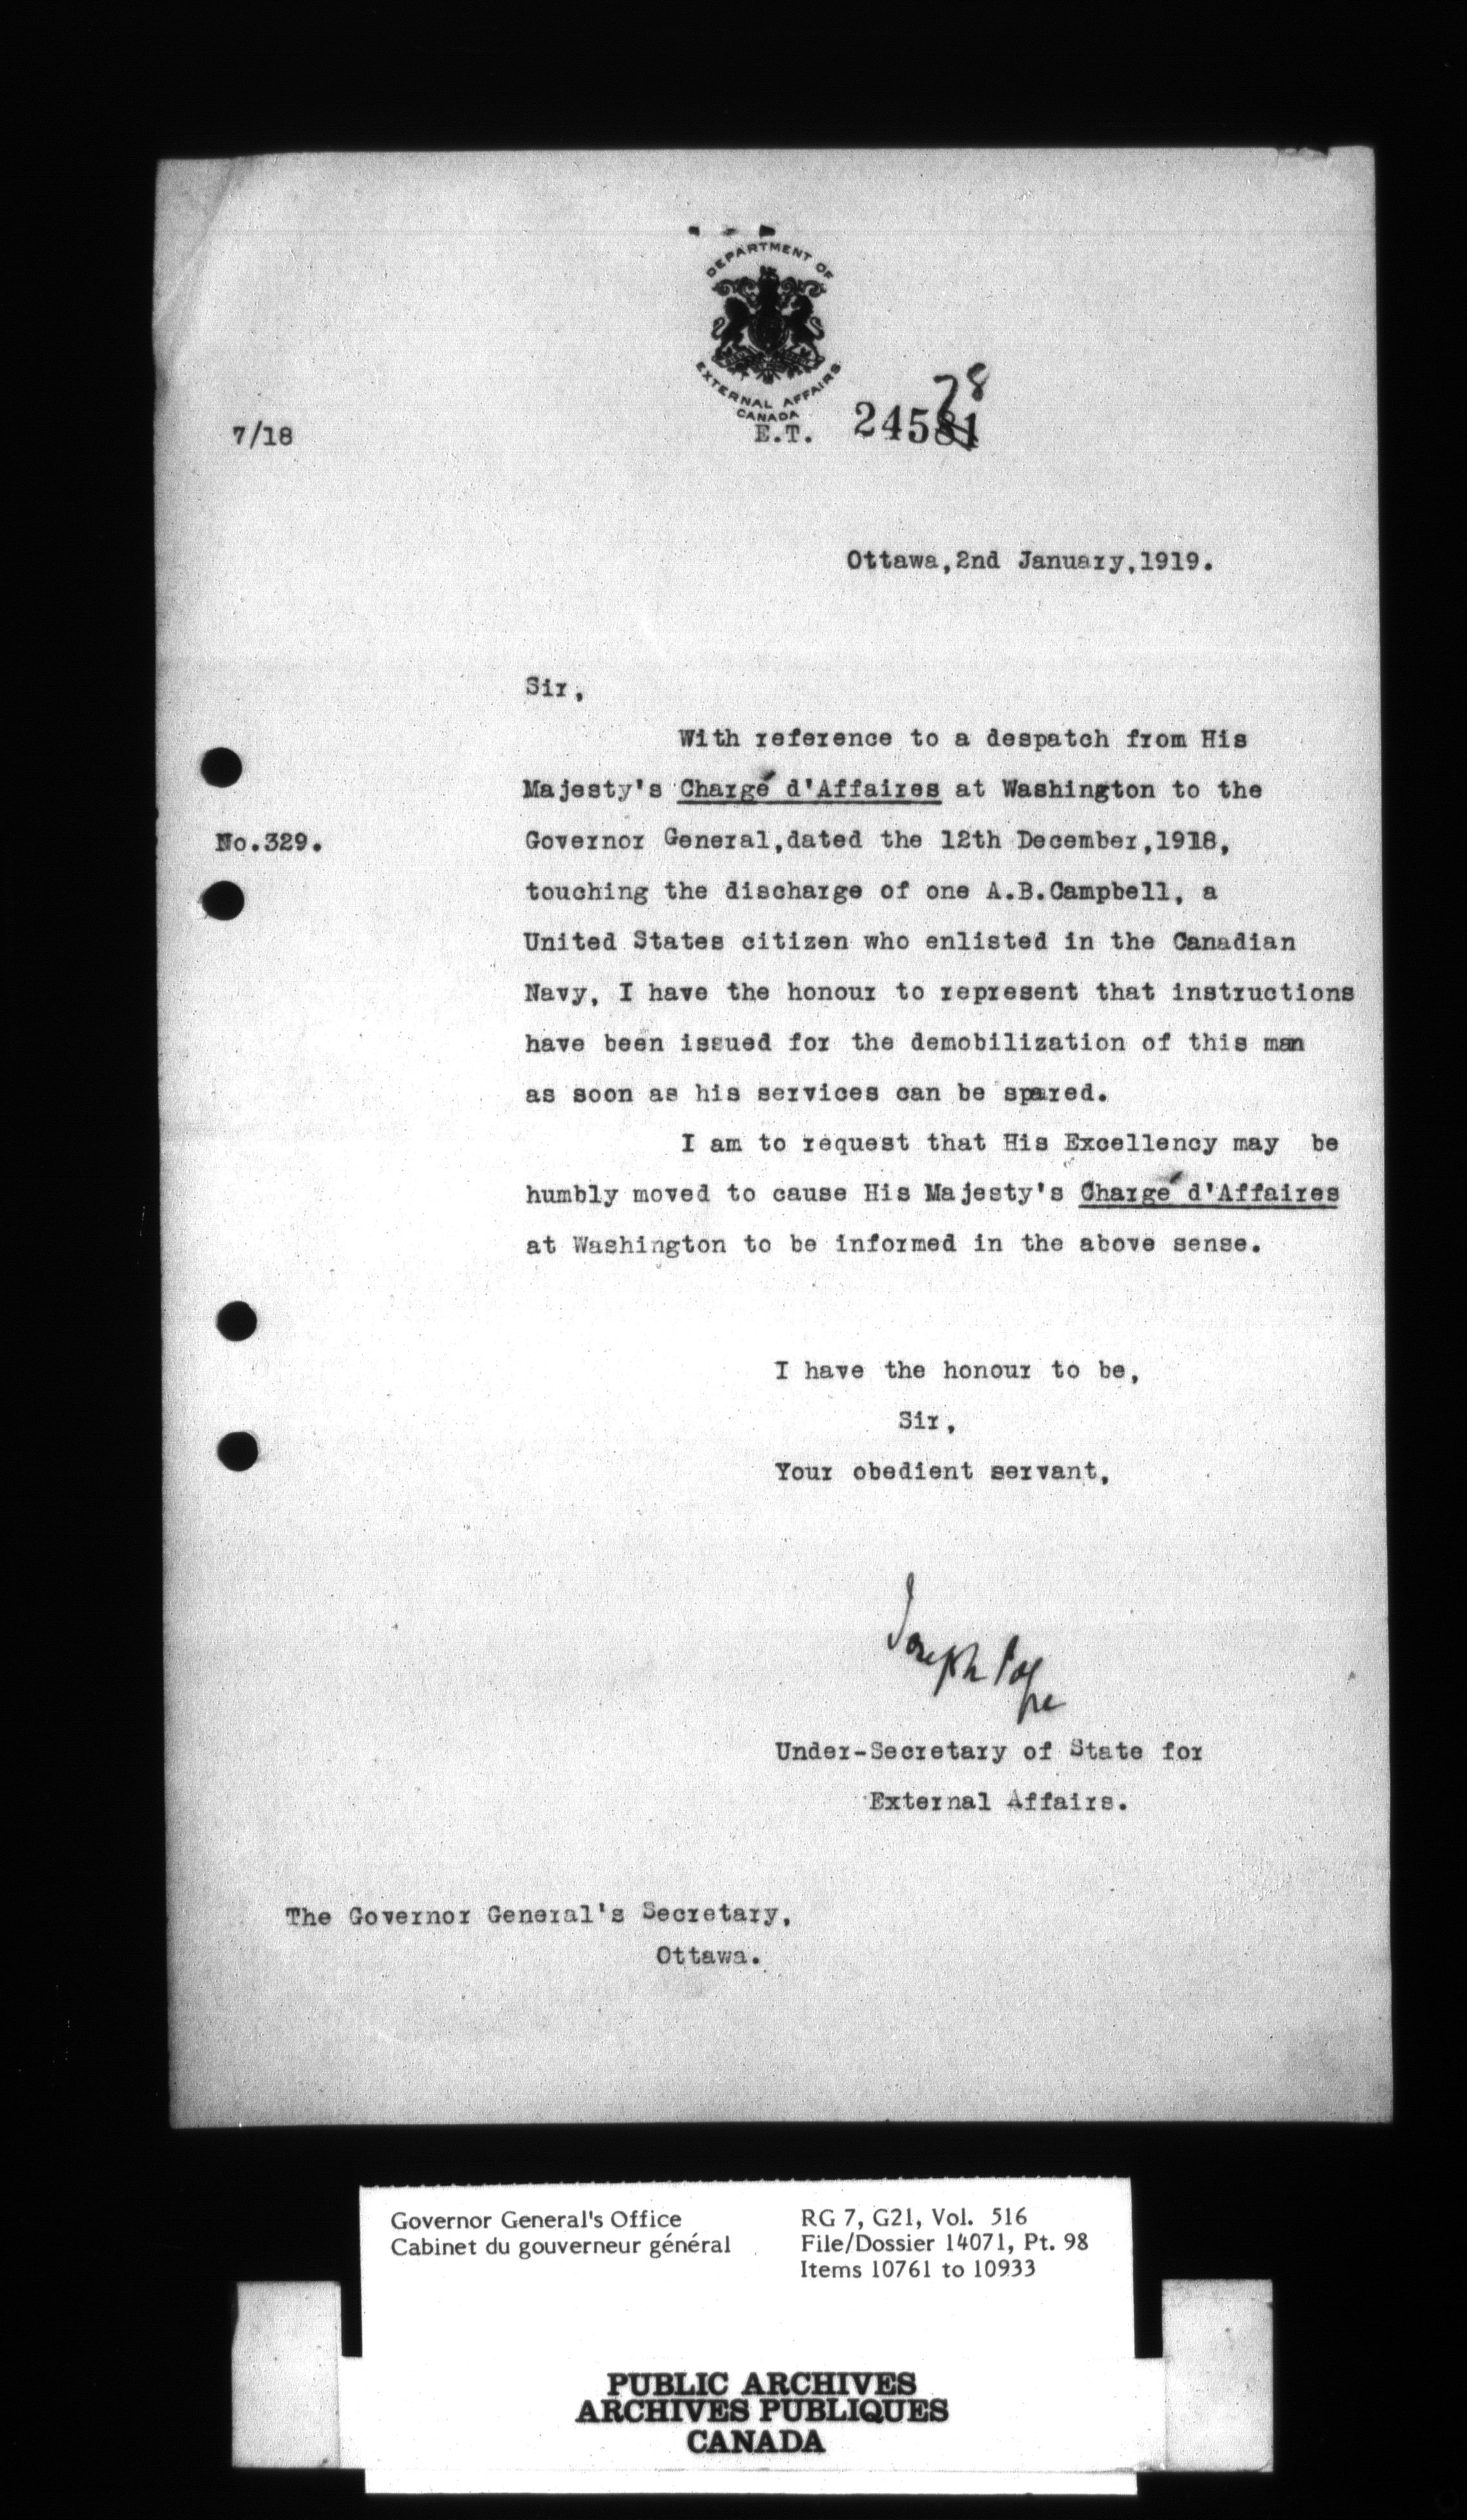 DEPARTMENT OF
EXTERNAL AFFAIRS
CANADA
78
7/18
E.T. 24581
Ottawa,2nd January,1919.
Sir,
With reference to a despatch from His
Majesty's Chargé d'Affaires at Washington to the
No.329.
Governor General,dated the 12th December,1918,
touching the discharge of one A.B.Campbell, a
United States citizen who enlisted in the Canadian
Navy, I have the honour to represent that instructions
have been issued for the demobilization of this man
as soon as his services can be spared.
I am to request that His Excellency may be
humbly moved to cause His Majesty's Chargé d'Affaires
at Washington to be informed in the above sense.
I have the honour to be,
Sir,
Your obedient servant,
Joseph Pope
Under-Secretary of State for
External Affairs.
The Governor General's Secretary,
Ottawa.
Governor General's Office
Cabinet du gouverneur général
RG 7, G21, Vol. 516
File/Dossier 14071, Pt. 98
Items 10761 to 10933
PUBLIC ARCHIVES
ARCHIVES PUBLIQUES
CANADA